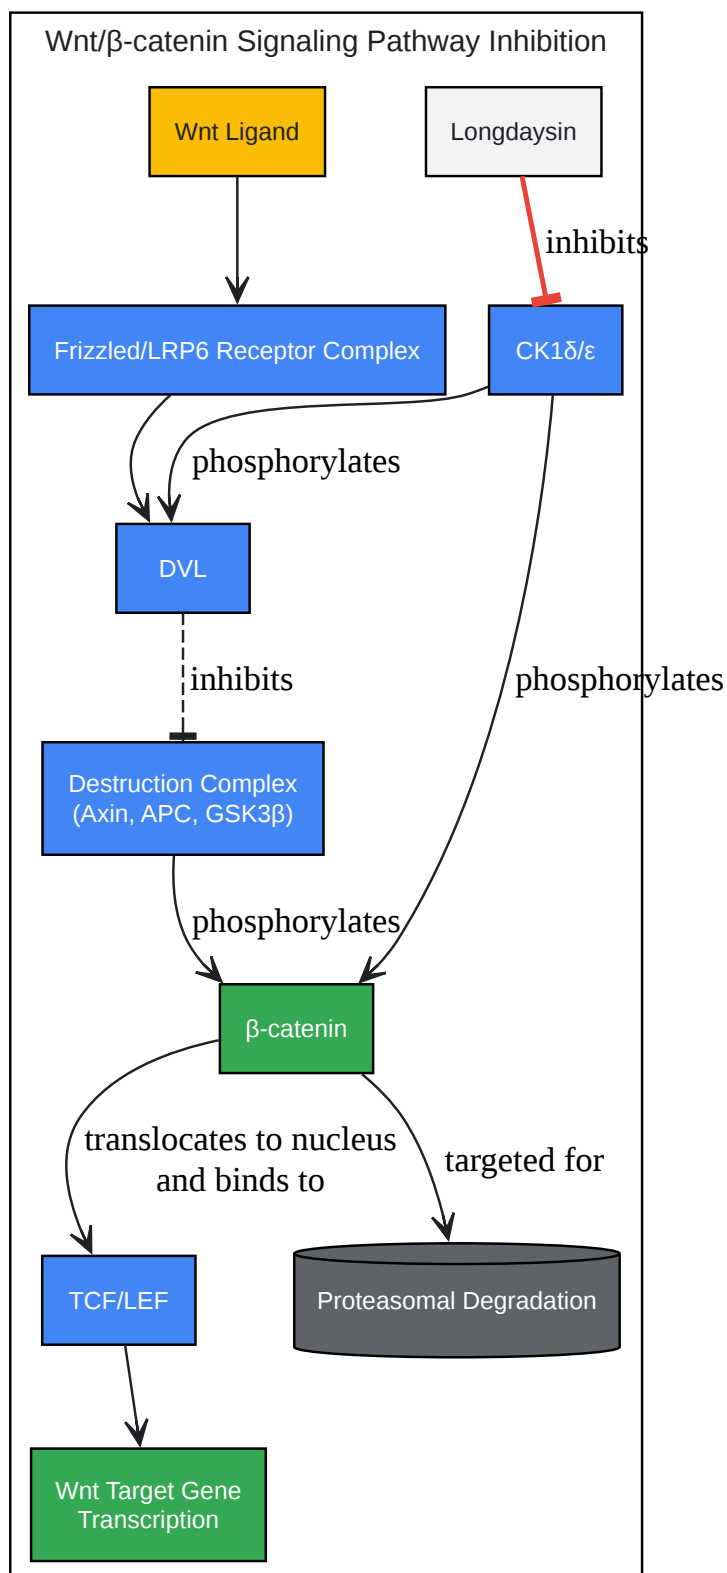 Wnt/β-catenin Signaling Pathway Inhibition
Wnt Ligand
Longdaysin
inhibits
Frizzled/LRP6 Receptor Complex
CK1δ/ε
phosphorylates
DVL
inhibits
phosphorylates
Destruction Complex
(Axin, APC, GSK3β)
phosphorylates
β-catenin
translocates to nucleus
and binds to
targeted for
TCF/LEF
Proteasomal Degradation
Wnt Target Gene
Transcription